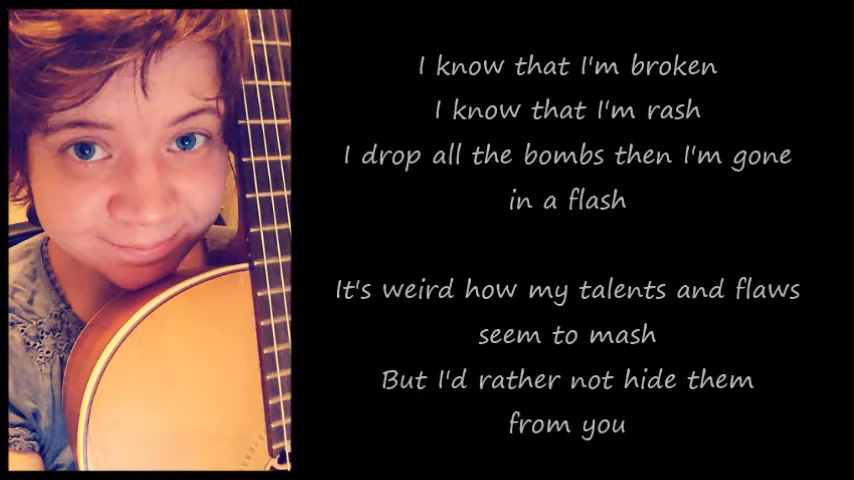 I know that I'm broken
I know that I'm rash
I drop all the bombs then I'm gone
in a flash
It's weird how my talents and flaws
seem to mash
But I'd rather not hide them
from you